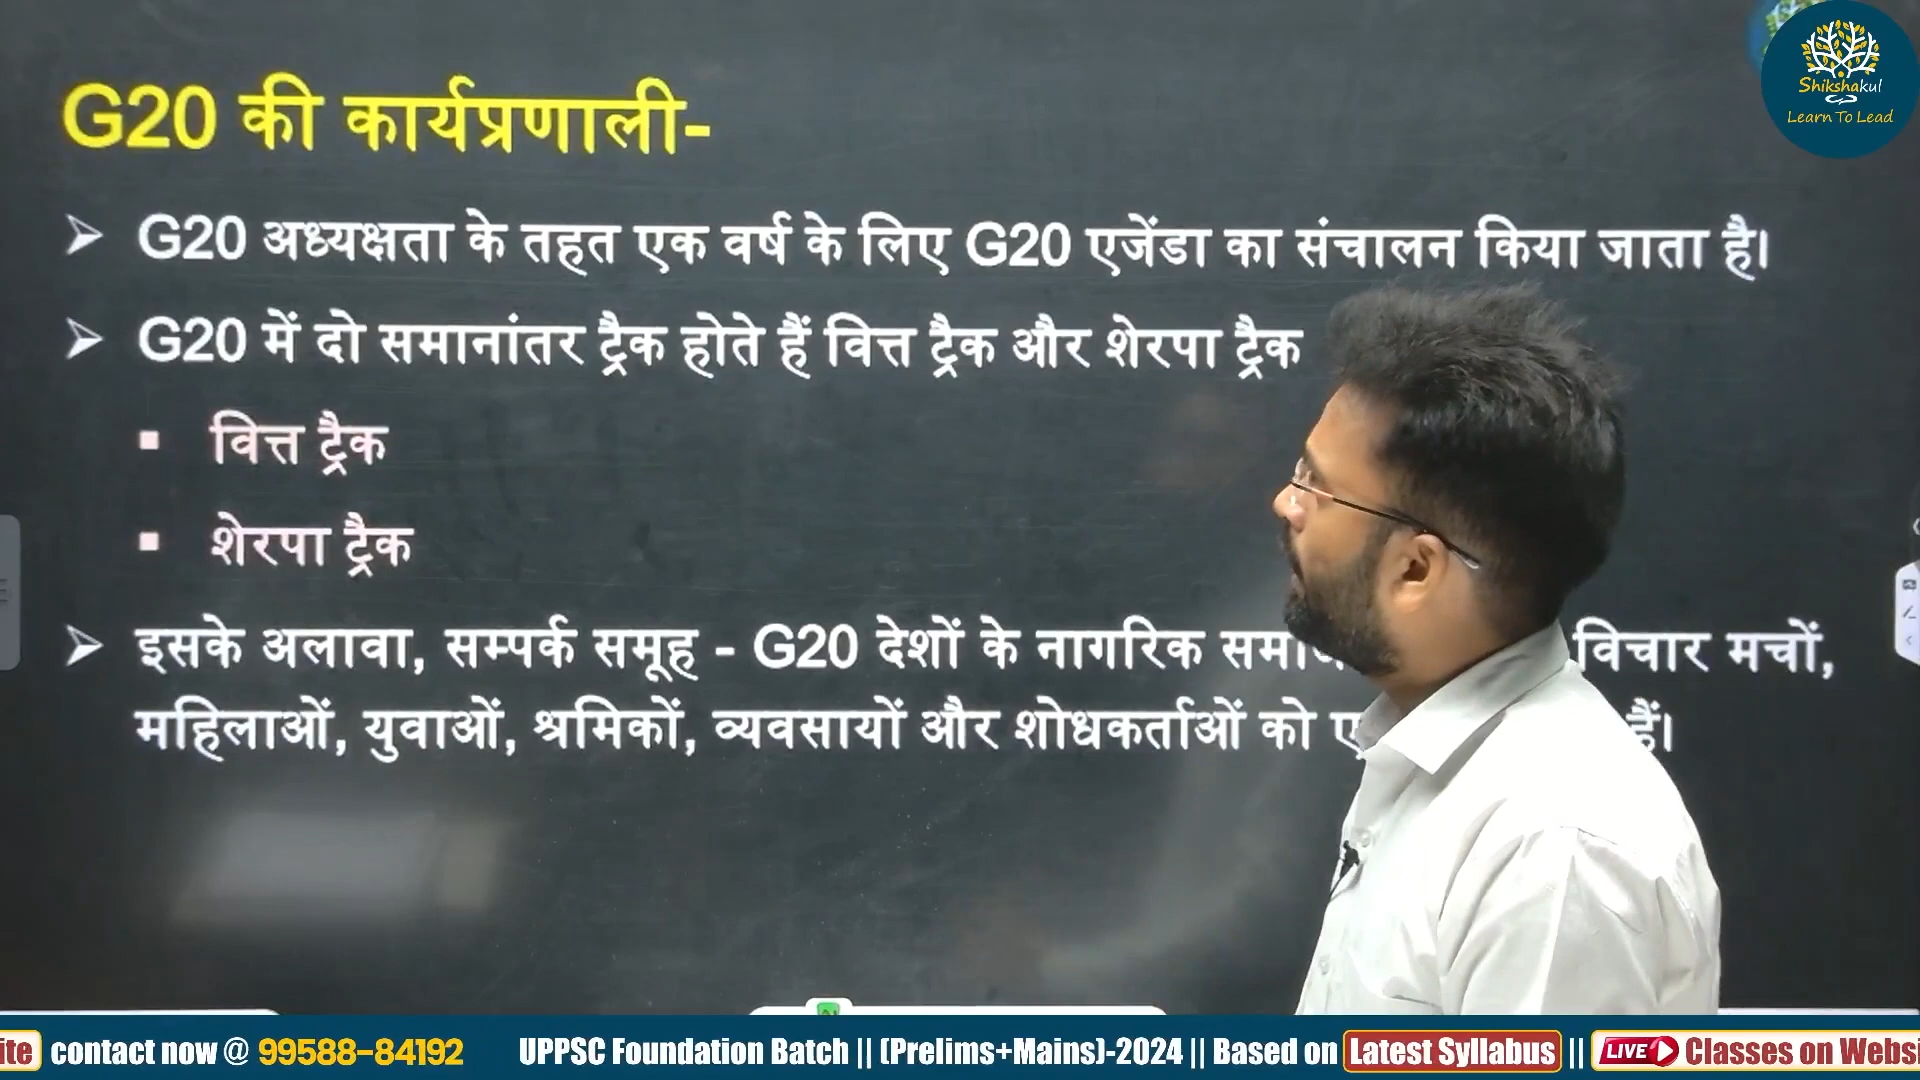 G20 की कार्यप्रणाली-
Shikshakul
Learn To Lead
➢ G20 अध्यक्षता के तहत एक वर्ष के लिए G20 एजेंडा का संचालन किया जाता है।
➢ G20 में दो समानांतर ट्रैक होते हैं वित्त ट्रैक और शेरपा ट्रैक
▪ वित्त ट्रैक
▪ शेरपा ट्रैक
➢ इसके अलावा, सम्पर्क समूह - G20 देशों के नागरिक विचार मचों,
महिलाओं, युवाओं, श्रमिकों, व्यवसायों और शोधकर्ताओं को हैं।
contact now @ 99588-84192 UPPSC Foundation Batch || (Prelims+Mains)-2024 || Based on Latest Syllabus || LIVE Classes on